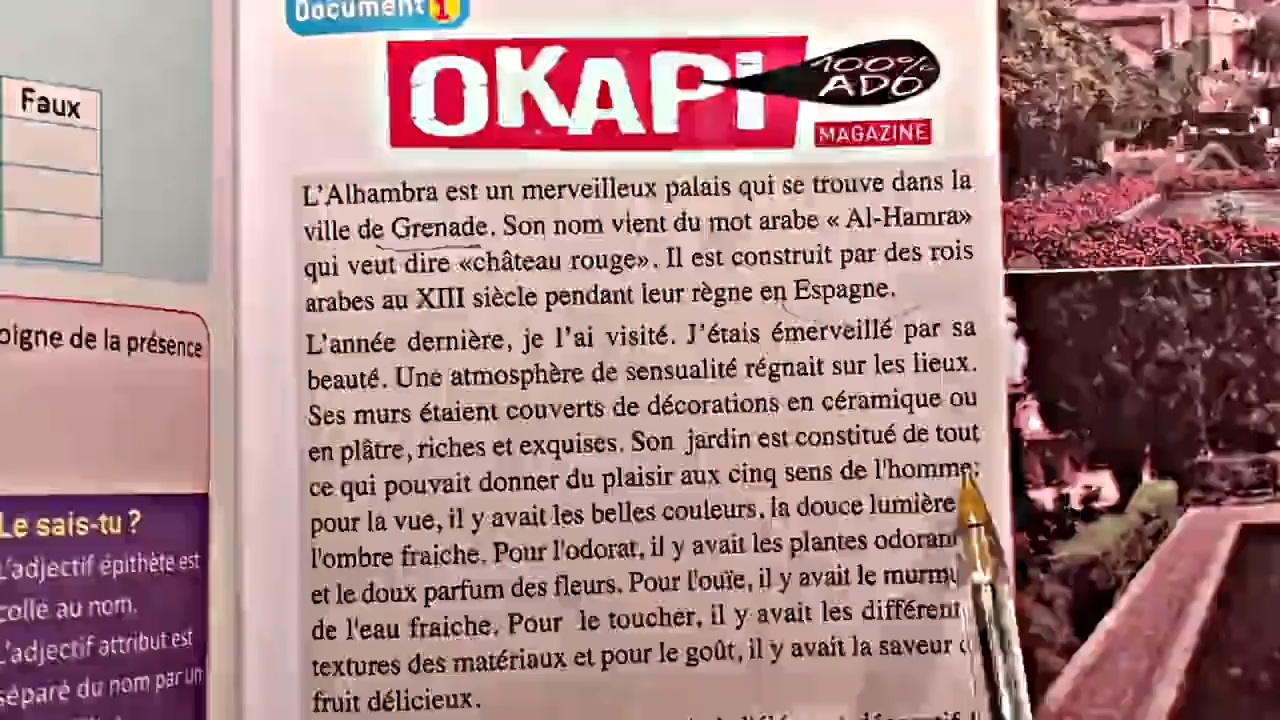 Document 1
OKAPI
100%
ADO
MAGAZINE
Faux
L'Alhambra est un merveilleux palais qui se trouve dans la
ville de Grenade. Son nom vient du mot arabe « Al-Hamra»
qui veut dire «château rouge». Il est construit par des rois
arabes au XIII siècle pendant leur règne en Espagne.
L'année dernière, je l'ai visité. J'étais émerveillé par sa
beauté. Une atmosphère de sensualité régnait sur les lieux.
Ses murs étaient couverts de décorations en céramique ou
en plâtre, riches et exquises. Son jardin est constitué de tout
ce qui pouvait donner du plaisir aux cinq sens de l'homme:
pour la vue, il y avait les belles couleurs, la douce lumière
l'ombre fraiche. Pour l'odorat, il y avait les plantes
et le doux parfum des fleurs. Pour l'ouïe, il y avait le
de l'eau fraiche. Pour le toucher, il y avait les
textures des matériaux et pour le goût, il y avait la saveur
fruit délicieux.
oigne de la présence
Le sais-tu ?
L'adjectif épithète est
collé au nom.
L'adjectif attribut est
séparé du nom par un